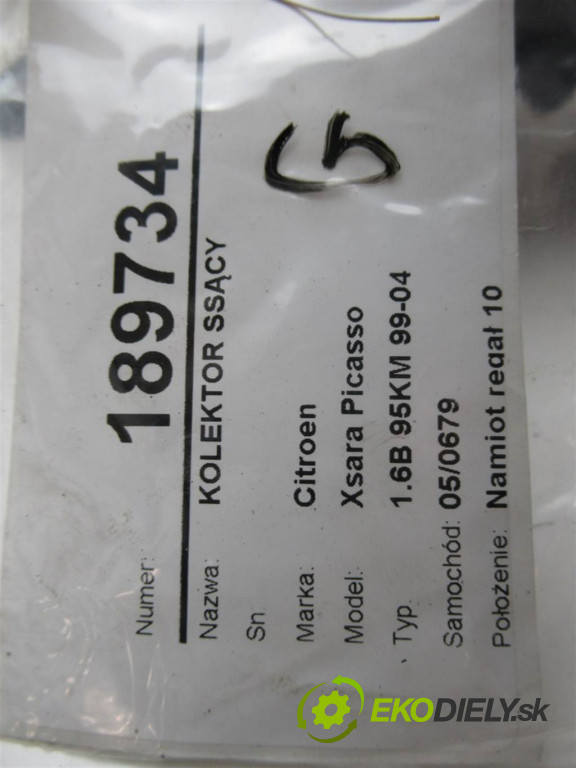 Numer: 189734
Nazwa: KOLEKTOR SSĄCY
Sn
Marka: Citroen
Model: Xsara Picasso
Typ. 1.6B 95KM 99-04
Samochód: 05/0679
Położenie: Namiot regał 10
EKODIELY.sk